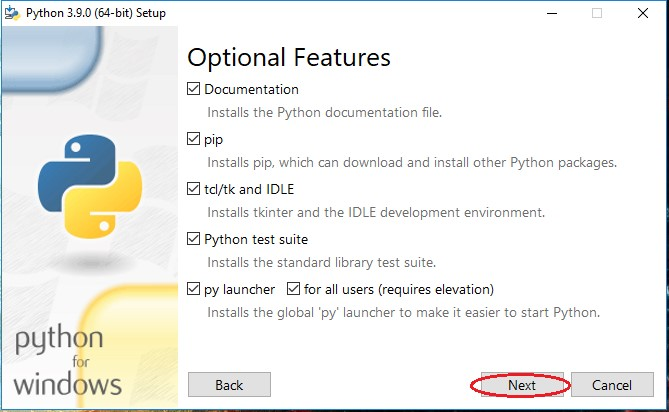 Python 3.9.0 (64-bit) Setup
Optional Features
Documentation
Installs the Python documentation file.
pip
Installs pip, which can download and install other Python packages.
tcl/tk and IDLE
Installs tkinter and the IDLE development environment.
Python test suite
Installs the standard library test suite.
py launcher for all users (requires elevation)
Installs the global 'py' launcher to make it easier to start Python.
python
for
windows
Back Next Cancel